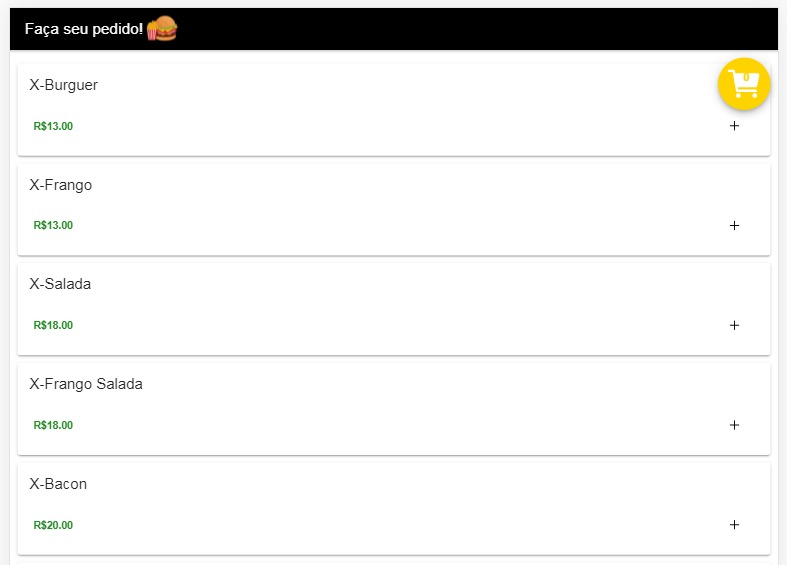 Faça seu pedido!
0
X-Burguer
R$13.00
+
X-Frango
R$13.00
+
X-Salada
R$18.00
+
X-Frango Salada
R$18.00
+
X-Bacon
R$20.00
+